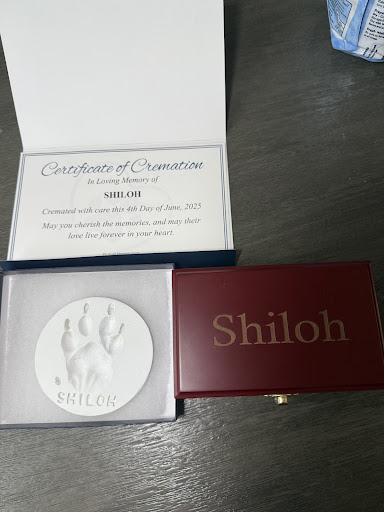 Certificate of Cremation
In Loving Memory of
SHILOH
Cremated with care this 4th Day of June, 2025
May you cherish the memories, and may their
love live forever in your heart.
SHILOH
Shiloh